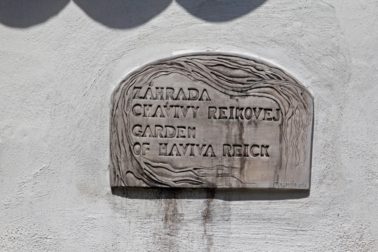 ZÁHRADA
CHAVIVY REIKOVEJ
GARDEN
OF HAVIVA REICK